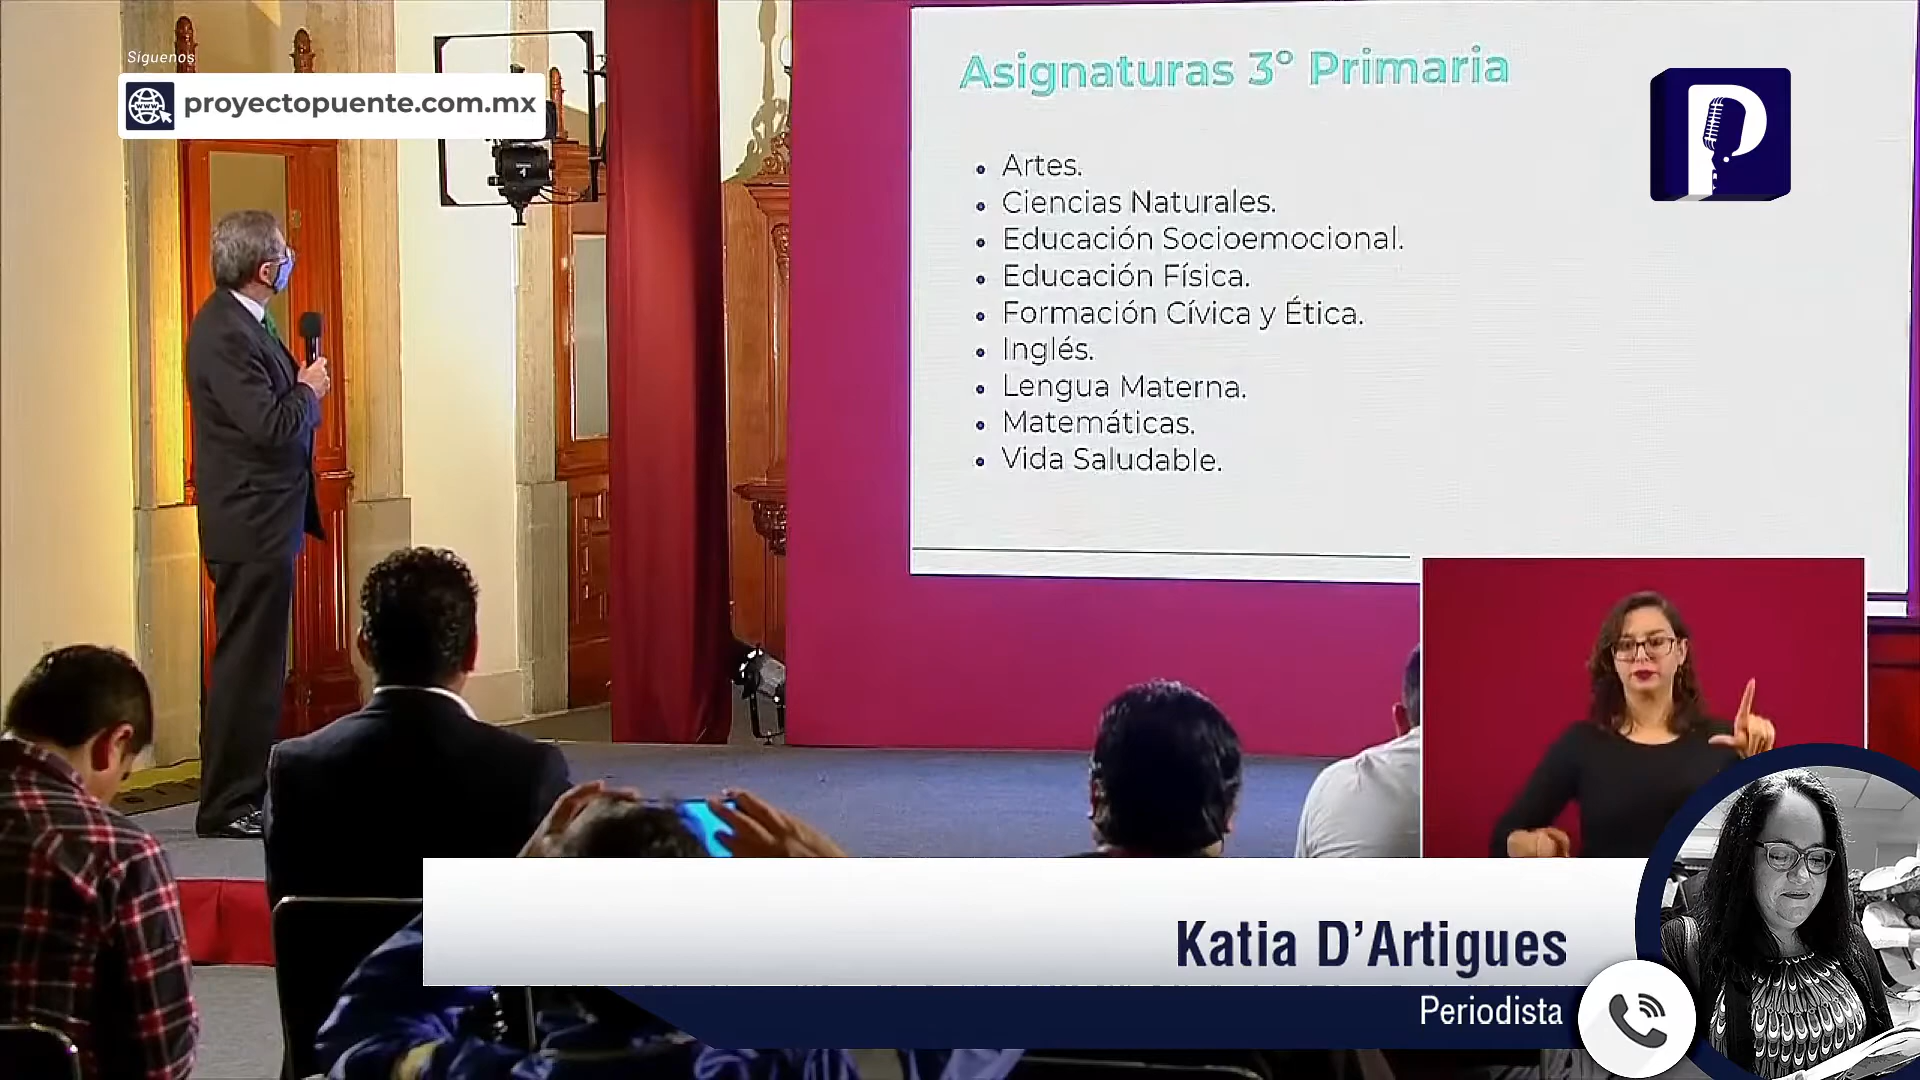 Síguenos
proyectopuente.com.mx
Asignaturas 3° Primaria
Artes.
Ciencias Naturales.
Educación Socioemocional.
Educación Física.
Formación Cívica y Ética.
Inglés.
Lengua Materna.
Matemáticas.
Vida Saludable.
P
Katia D’Artigues
Periodista